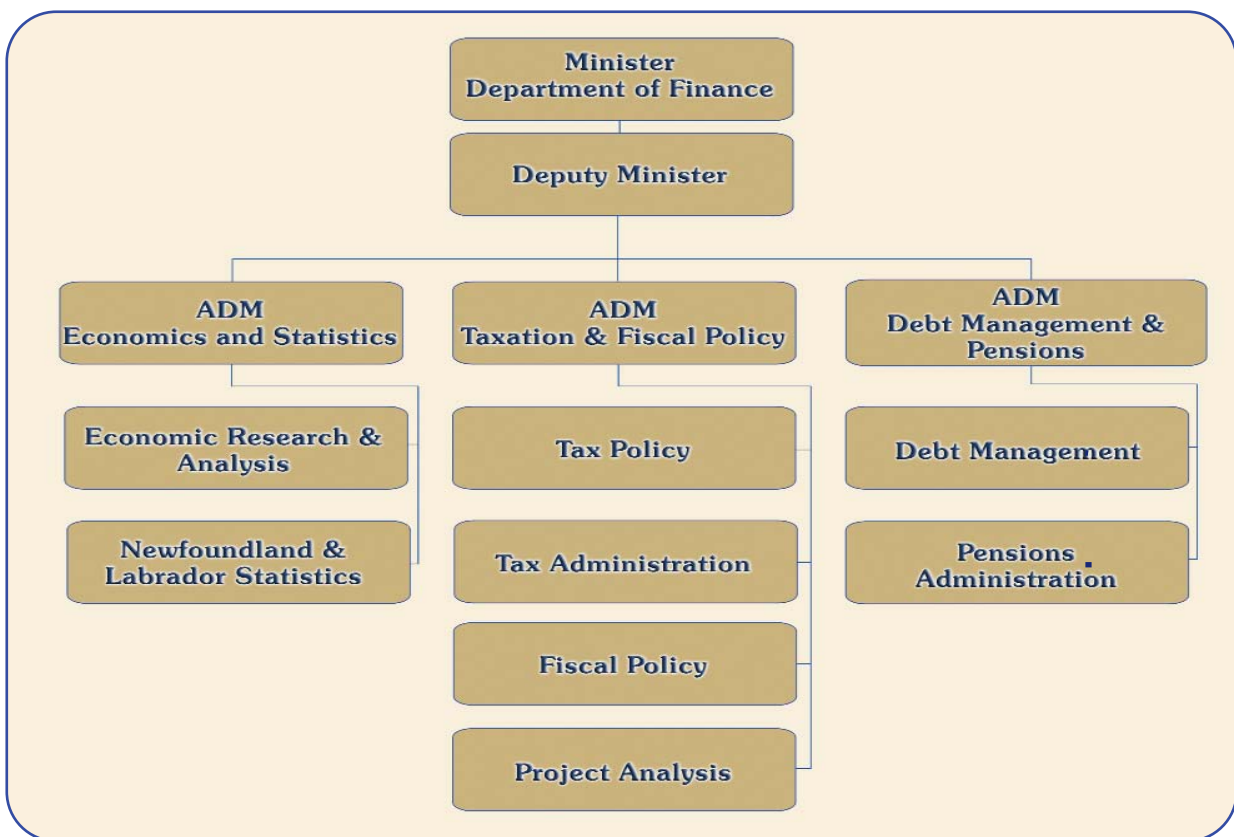 Minister
Department of Finance
Deputy Minister
ADM
Economics and Statistics
Economic Research &
Analysis
Newfoundland &
Labrador Statistics
ADM
Taxation & Fiscal Policy
Tax Policy
Tax Administration
Fiscal Policy
Project Analysis
ADM
Debt Management &
Pensions
Debt Management
Pensions
Administration